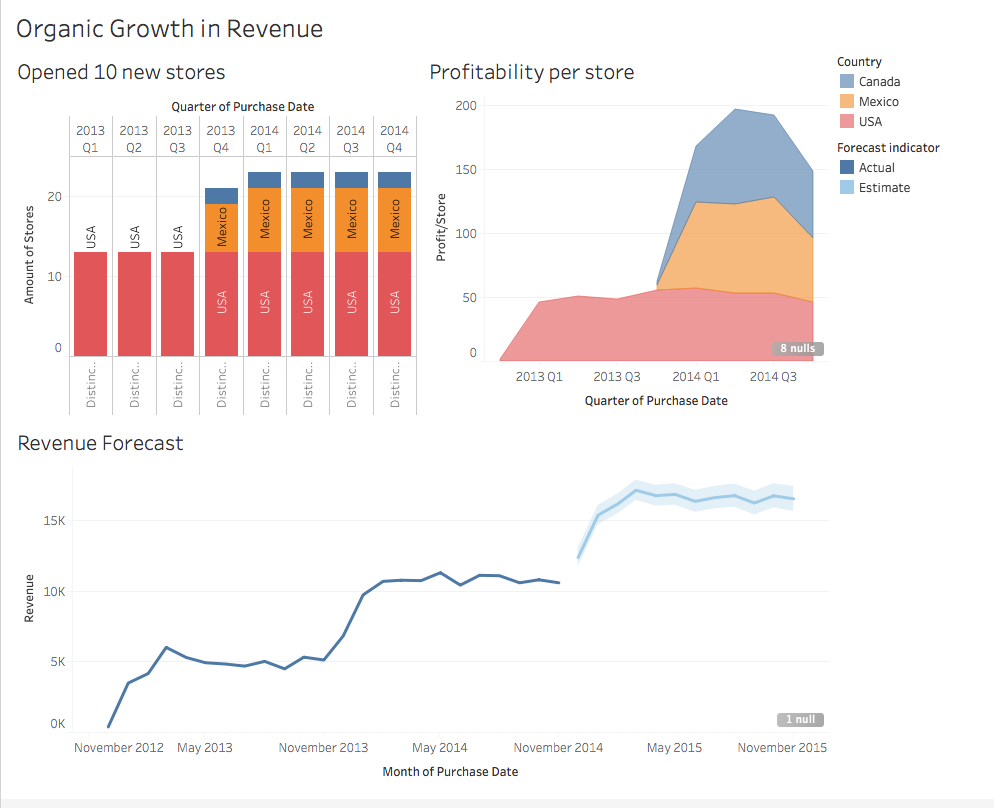 Organic Growth in Revenue
Opened 10 new stores
Quarter of Purchase Date
2013 Q1
2013 Q2
2013 Q3
2013 Q4
2014 Q1
2014 Q2
2014 Q3
2014 Q4
Amount of Stores
20
10
0
USA
USA
USA
Mexico
USA
Mexico
USA
Mexico
USA
Mexico
USA
Mexico
USA
Distinc..
Distinc..
Distinc..
Distinc..
Distinc..
Distinc..
Distinc..
Distinc..
Profitability per store
Profit/Store
200
150
100
50
0
8 nulls
2013 Q1
2013 Q3
2014 Q1
2014 Q3
Quarter of Purchase Date
Country
Canada
Mexico
USA
Forecast indicator
Actual
Estimate
Revenue Forecast
Revenue
15K
10K
5K
0K
1 null
November 2012
May 2013
November 2013
May 2014
November 2014
May 2015
November 2015
Month of Purchase Date